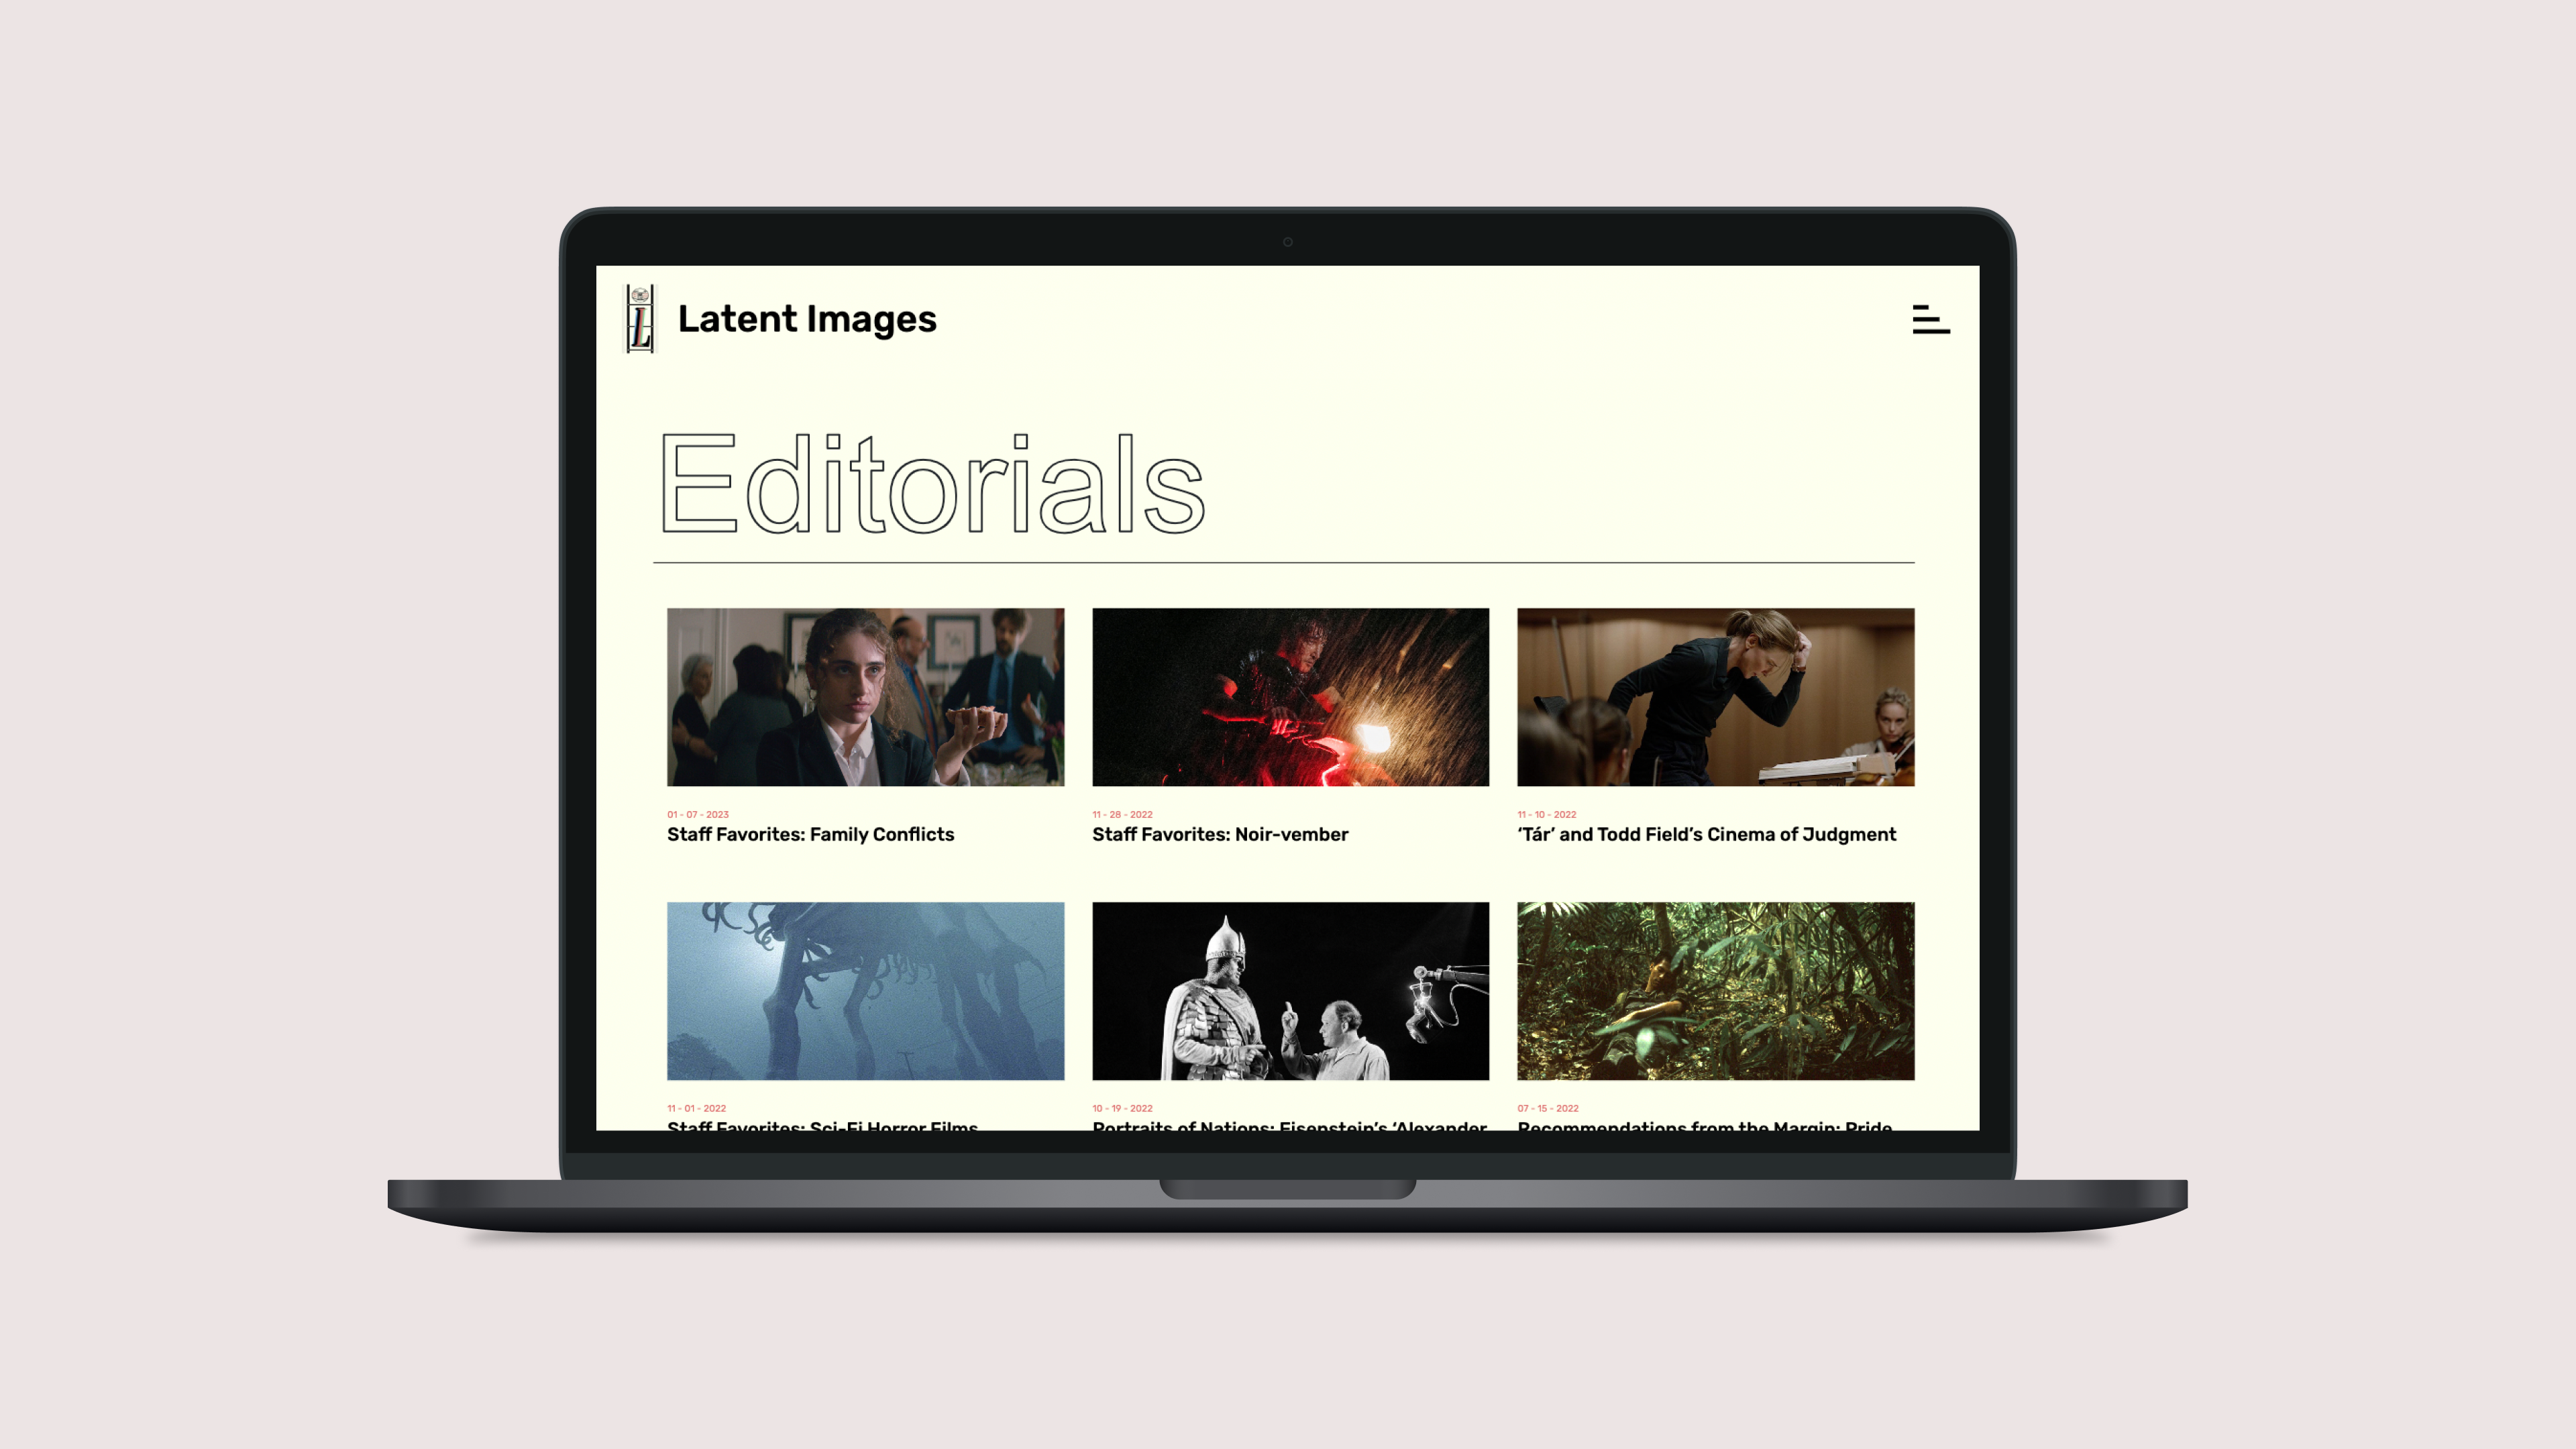 L
Latent Images
Editorials
01 - 07 - 2023
Staff Favorites: Family Conflicts
11 - 28 - 2022
Staff Favorites: Noir-vember
11 - 10 - 2022
‘Tár’ and Todd Field’s Cinema of Judgment
11 - 01 - 2022
Staff Favorites: Sci-Fi Horror Films
10 - 19 - 2022
Portraits of Nations: Eisenstein’s ‘Alexander
07 - 15 - 2022
Recommendations from the Margin: Pride